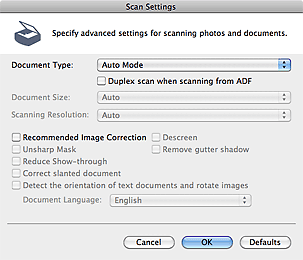 Scan Settings
Specify advanced settings for scanning photos and documents.
Document Type: Auto Mode
Duplex scan when scanning from ADF
Document Size: Auto
Scanning Resolution: Auto
Recommended Image Correction Descreen
Unsharp Mask Remove gutter shadow
Reduce Show-through
Correct slanted document
Detect the orientation of text documents and rotate images
Document Language: English
Cancel OK Defaults